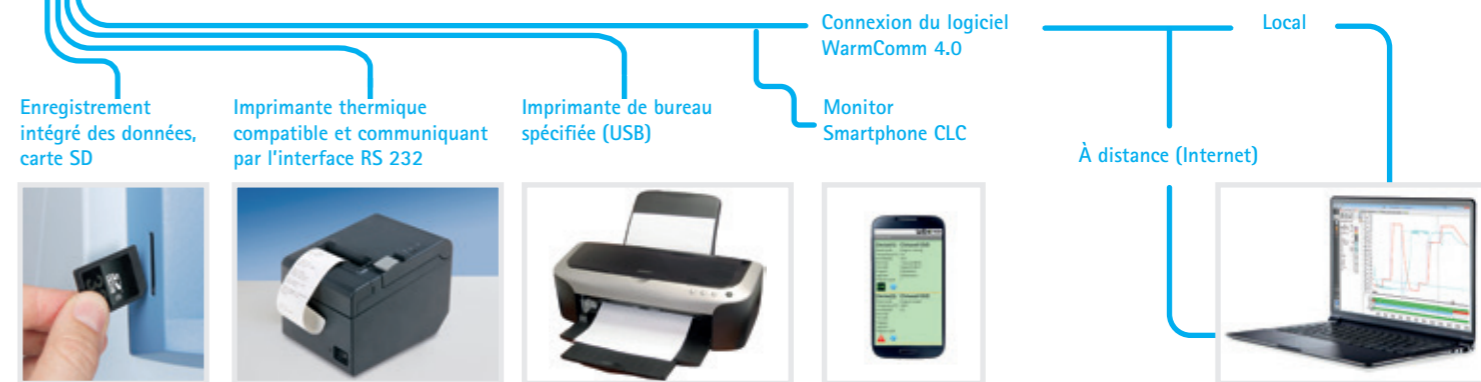 Connexion du logiciel
WarmComm 4.0
Local
Enregistrement
intégré des données,
carte SD
Imprimante thermique
compatible et communiquant
par l'interface RS 232
Imprimante de bureau
spécifiée (USB)
Monitor
Smartphone CLC
À distance (Internet)